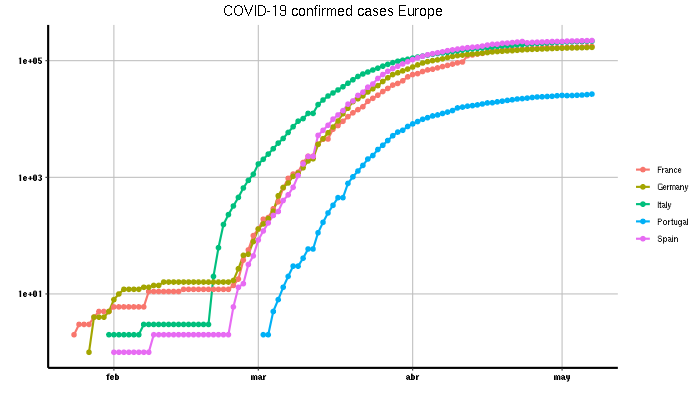 COVID-19 confirmed cases Europe
1e+05
1e+03
1e+01
feb mar abr may
France
Germany
Italy
Portugal
Spain